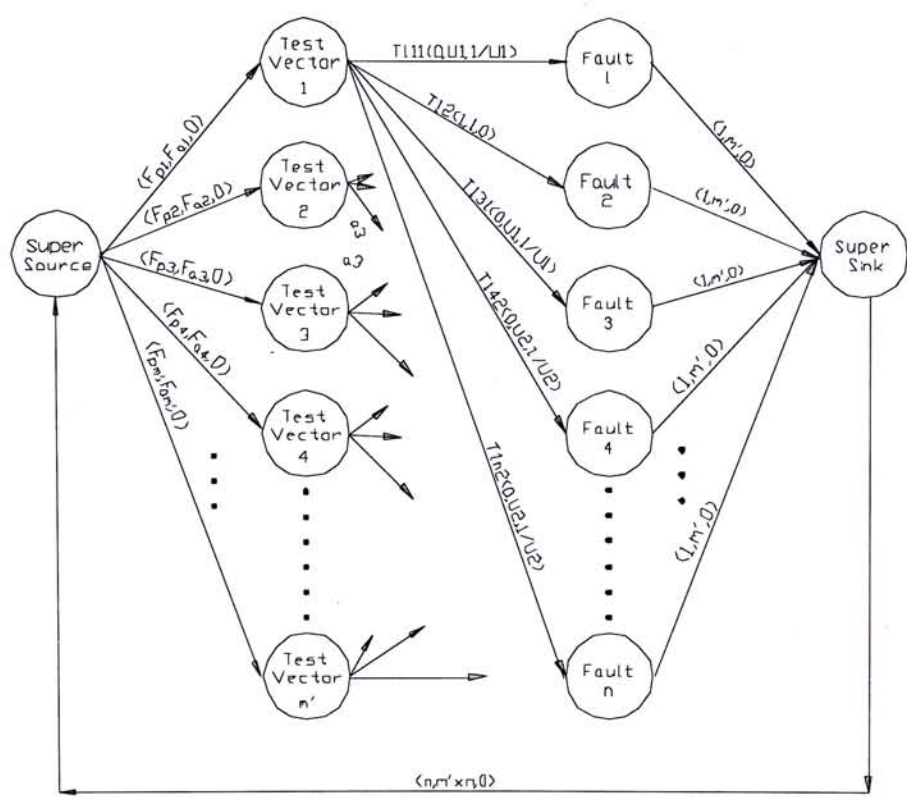 Super
Source
(Fp1,Fa1,0)
(Fp2,Fa2,0)
(Fp3,Fa3,0)
(Fp4,Fa4,0)
(Fpm',Fam',0)
Test
Vector
1
Test
Vector
2
a3
a3
Test
Vector
3
Test
Vector
4
Test
Vector
m'
T111(0,U1,1/U1)
T12(1,1,0)
T131(0,U1,1/U1)
T142(0,U2,1/U2)
T1n2(0,U2,1/U2)
Fault
1
Fault
2
Fault
3
Fault
4
Fault
n
(1,m',0)
(1,m',0)
(1,m',0)
(1,m',0)
(1,m',0)
Super
Sink
(n,m'xn,0)